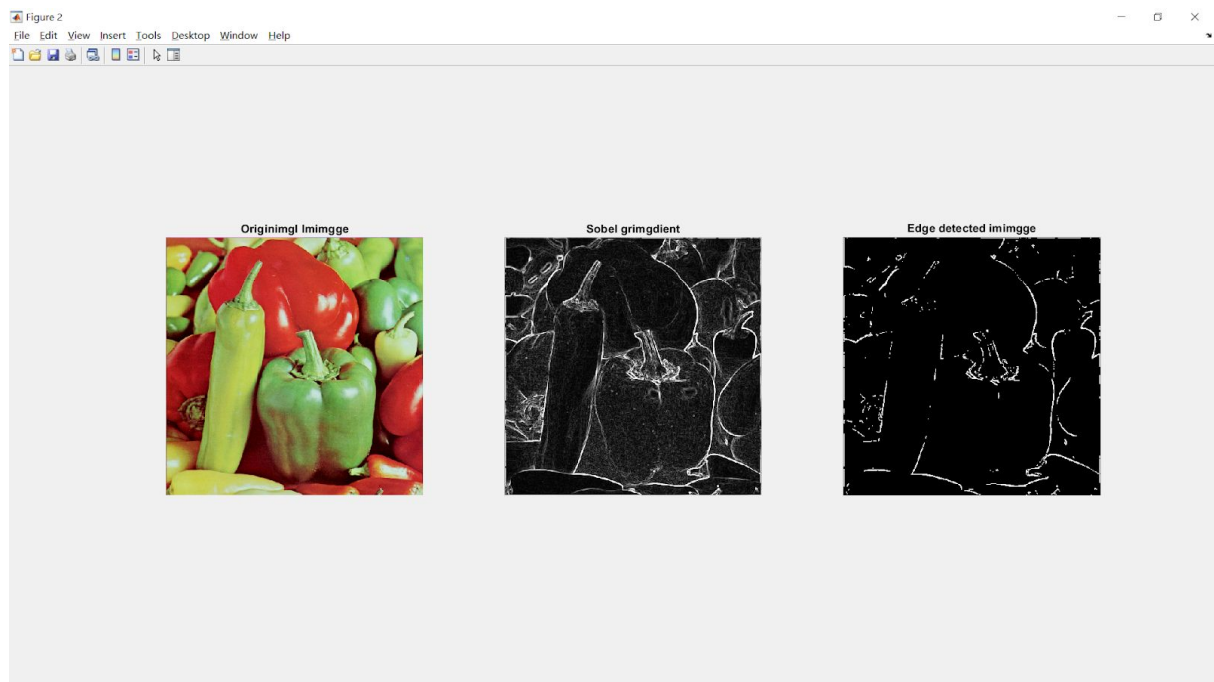 Figure 2
File Edit View Insert Tools Desktop Window Help
Originimgl Imimgge
Sobel grimgdient
Edge detected imimgge